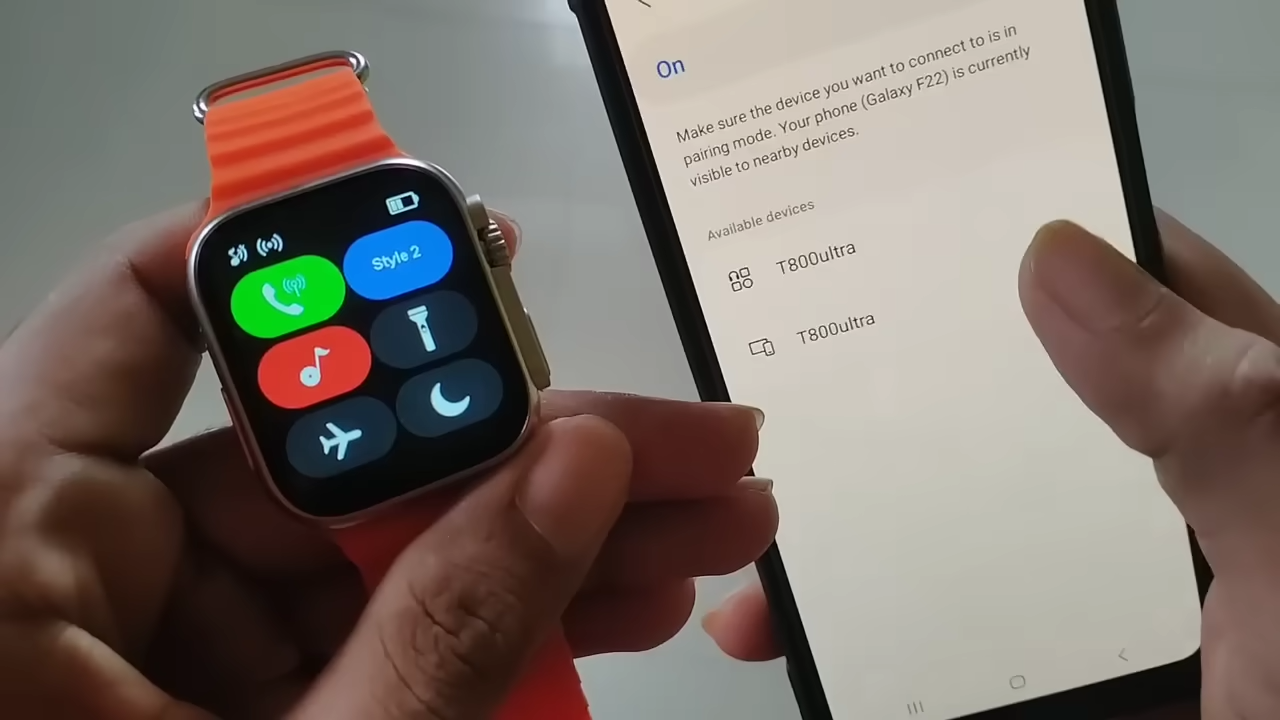 Style 2
On
Make sure the device you want to connect to is in
pairing mode. Your phone (Galaxy F22) is currently
visible to nearby devices.
Available devices
T800ultra
T800ultra